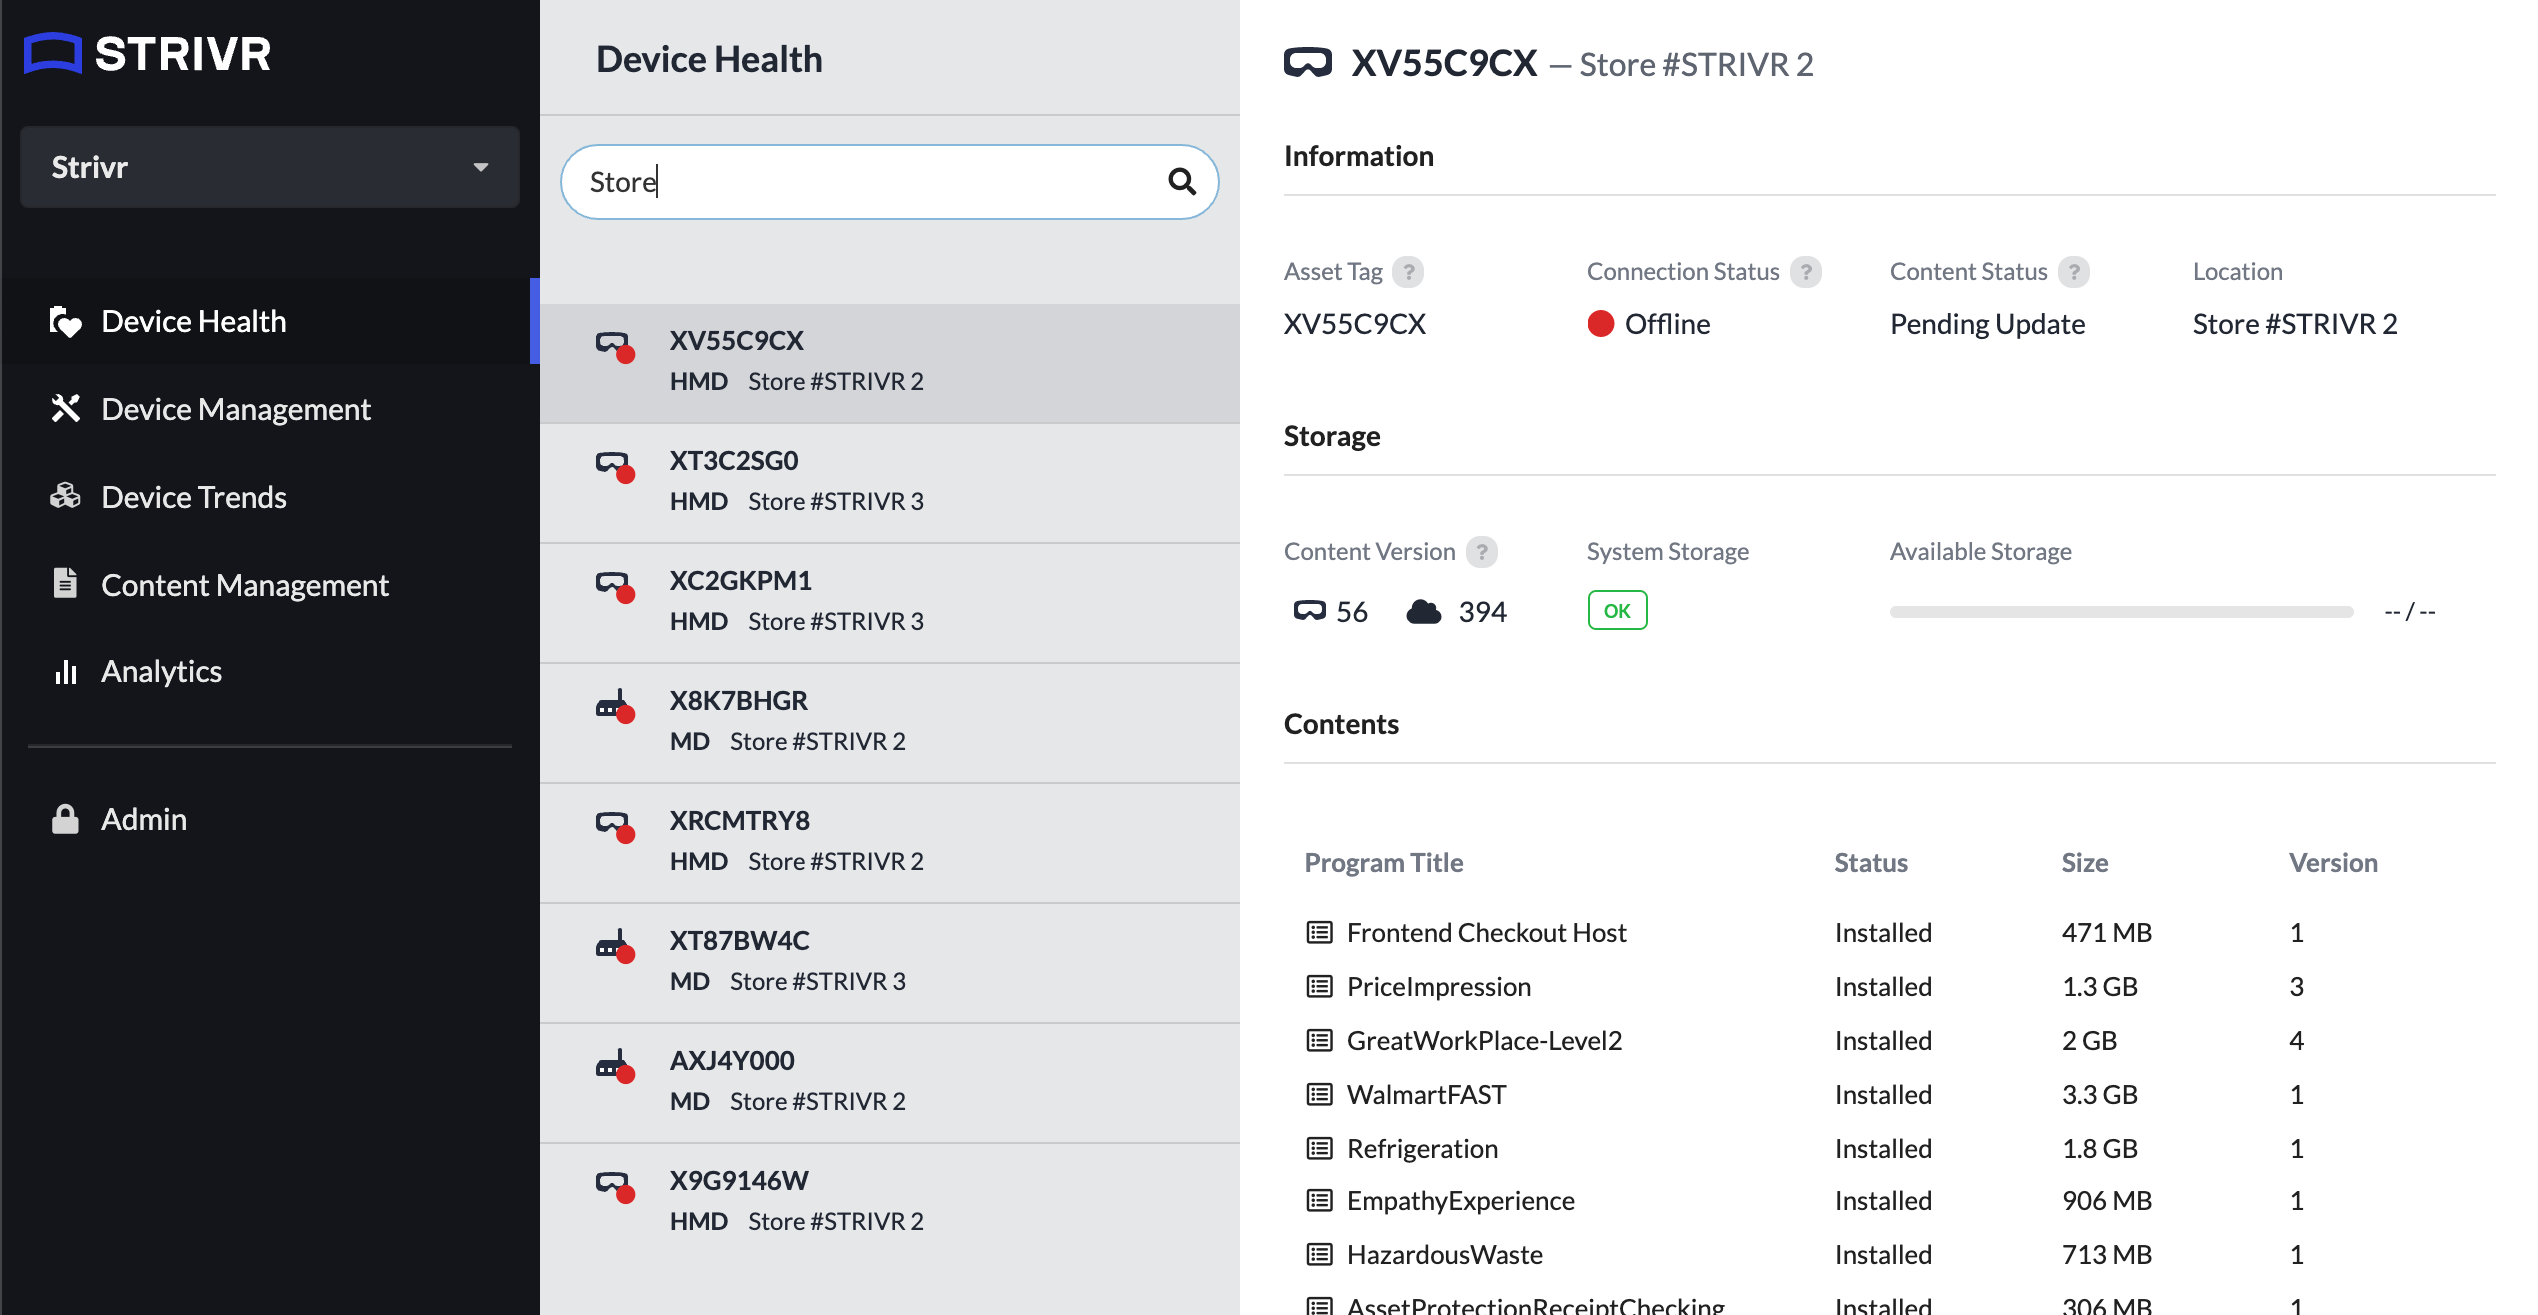 STRIVR
Strivr
Device Health
Device Management
Device Trends
Content Management
Analytics
Admin
Device Health
Store
XV55C9CX
HMD Store #STRIVR 2
XT3C2SG0
HMD Store #STRIVR 3
XC2GKPM1
HMD Store #STRIVR 3
X8K7BHGR
MD Store #STRIVR 2
XRCMTRY8
HMD Store #STRIVR 2
XT87BW4C
MD Store #STRIVR 3
AXJ4Y000
MD Store #STRIVR 2
X9G9146W
HMD Store #STRIVR 2
XV55C9CX — Store #STRIVR 2
Information
Asset Tag ? Connection Status ? Content Status ? Location
XV55C9CX Offline Pending Update Store #STRIVR 2
Storage
Content Version ? System Storage Available Storage
56 394 OK -- / --
Contents
Program Title Status Size Version
Frontend Checkout Host Installed 471 MB 1
PriceImpression Installed 1.3 GB 3
GreatWorkPlace-Level2 Installed 2 GB 4
WalmartFAST Installed 3.3 GB 1
Refrigeration Installed 1.8 GB 1
EmpathyExperience Installed 906 MB 1
HazardousWaste Installed 713 MB 1
AssetProtectionReceiptChecking Installed 306 MB 1